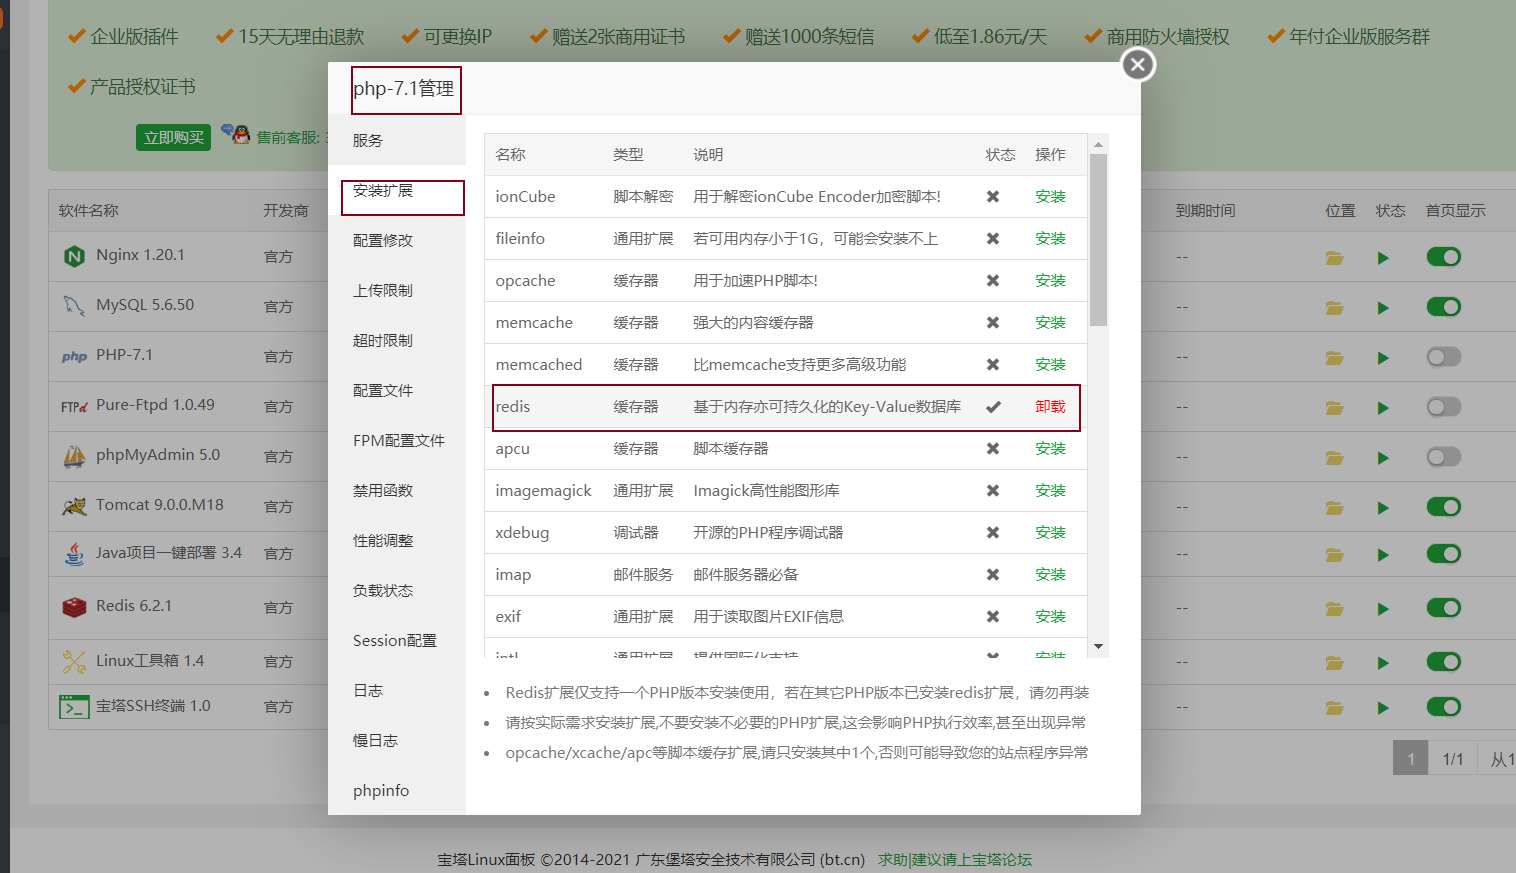 企业版插件 15天无理由退款 可更换IP 赠送2张商用证书 赠送1000条短信 低至1.86元/天 商用防火墙授权 年付企业版服务群
产品授权证书
立即购买 售前客服:
php-7.1管理
服务
安装扩展
配置修改
上传限制
超时限制
配置文件
FPM配置文件
禁用函数
性能调整
负载状态
Session配置
日志
慢日志
phpinfo
名称 类型 说明 状态 操作
ionCube 脚本解密 用于解密ionCube Encoder加密脚本! 安装
fileinfo 通用扩展 若可用内存小于1G，可能会安装不上 安装
opcache 缓存器 用于加速PHP脚本! 安装
memcache 缓存器 强大的内容缓存器 安装
memcached 缓存器 比memcache支持更多高级功能 安装
redis 缓存器 基于内存亦可持久化的Key-Value数据库 卸载
apcu 缓存器 脚本缓存器 安装
imagemagick 通用扩展 Imagick高性能图形库 安装
xdebug 调试器 开源的PHP程序调试器 安装
imap 邮件服务 邮件服务器必备 安装
exif 通用扩展 用于读取图片EXIF信息 安装
intl 通用扩展 提供国际化支持 安装
Redis扩展仅支持一个PHP版本安装使用，若在其它PHP版本已安装redis扩展，请勿再装
请按实际需求安装扩展,不要安装不必要的PHP扩展,这会影响PHP执行效率,甚至出现异常
opcache/xcache/apc等脚本缓存扩展,请只安装其中1个,否则可能导致您的站点程序异常
软件名称 开发商 到期时间 位置 状态 首页显示
Nginx 1.20.1 官方 --
MySQL 5.6.50 官方 --
php PHP-7.1 官方 --
FTPd Pure-Ftpd 1.0.49 官方 --
phpMyAdmin 5.0 官方 --
Tomcat 9.0.0.M18 官方 --
Java项目一键部署 3.4 官方 --
Redis 6.2.1 官方 --
Linux工具箱 1.4 官方 --
宝塔SSH终端 1.0 官方 --
1 1/1 从1
宝塔Linux面板 ©2014-2021 广东堡塔安全技术有限公司 (bt.cn) 求助|建议请上宝塔论坛